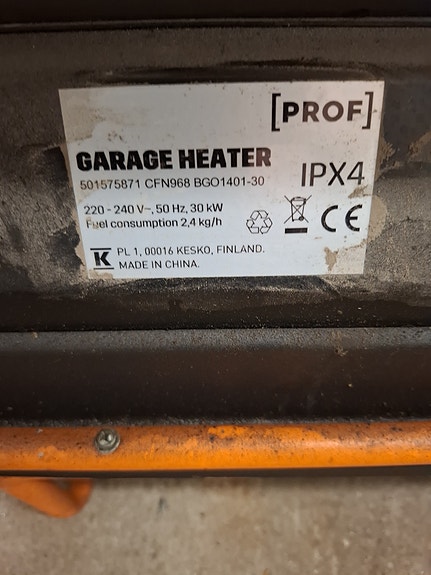 [PROF]
GARAGE HEATER
501575871 CFN968 BGO1401-30
IPX4
220 - 240 V~, 50 Hz, 30 kW
Fuel consumption 2,4 kg/h
CE
K PL 1, 00016 KESKO, FINLAND.
MADE IN CHINA.